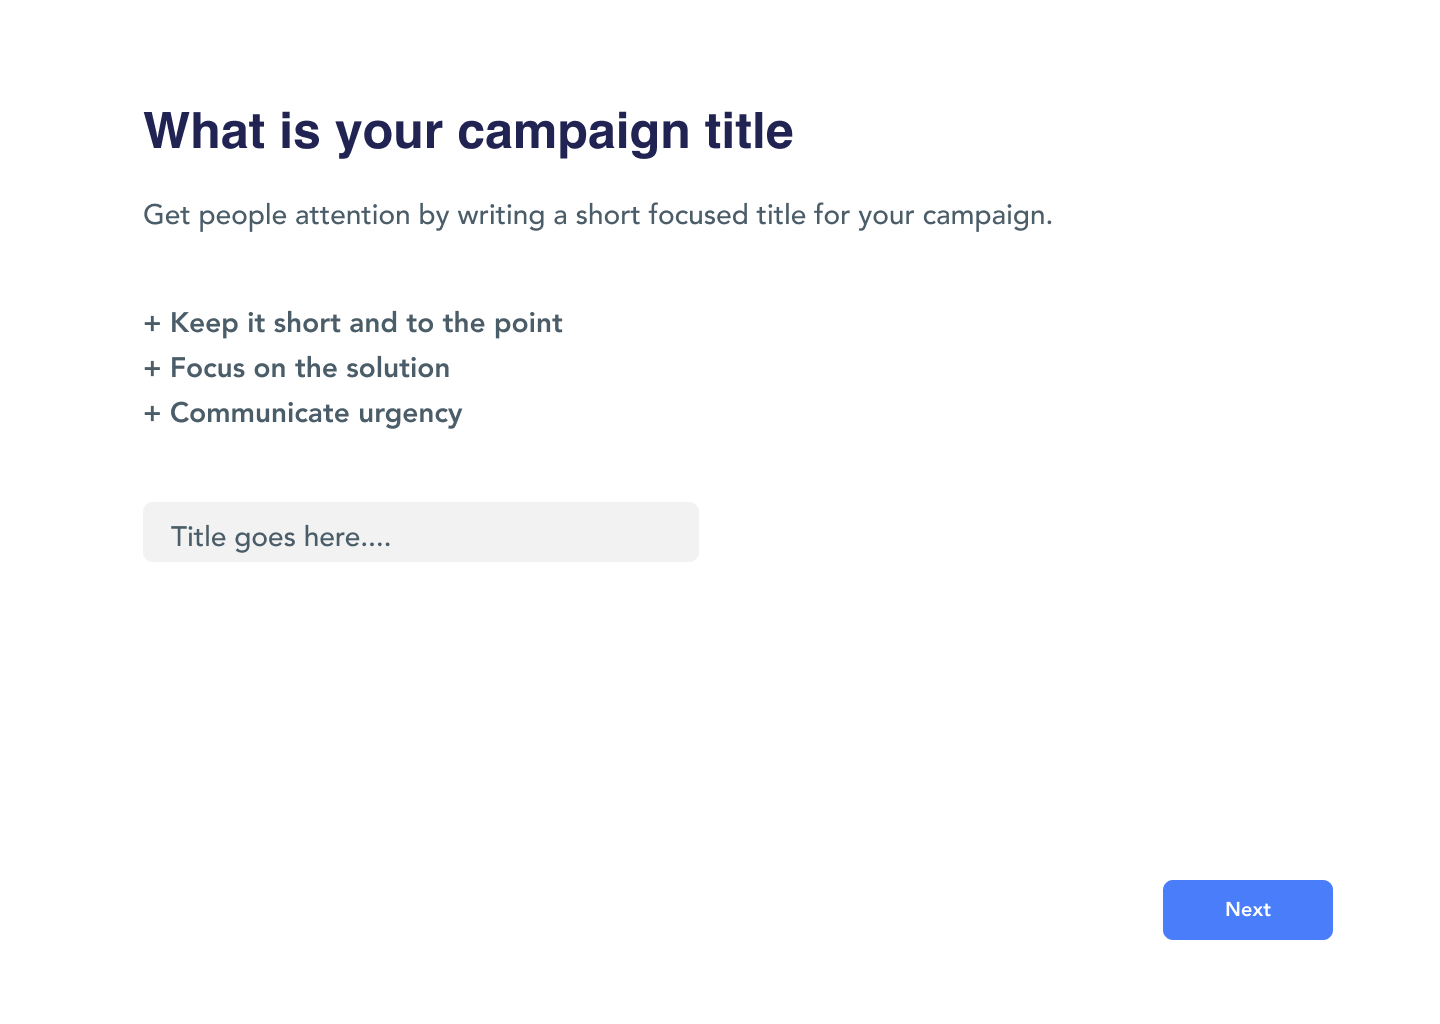 What is your campaign title
Get people attention by writing a short focused title for your campaign.
+ Keep it short and to the point
+ Focus on the solution
+ Communicate urgency
Title goes here....
Next